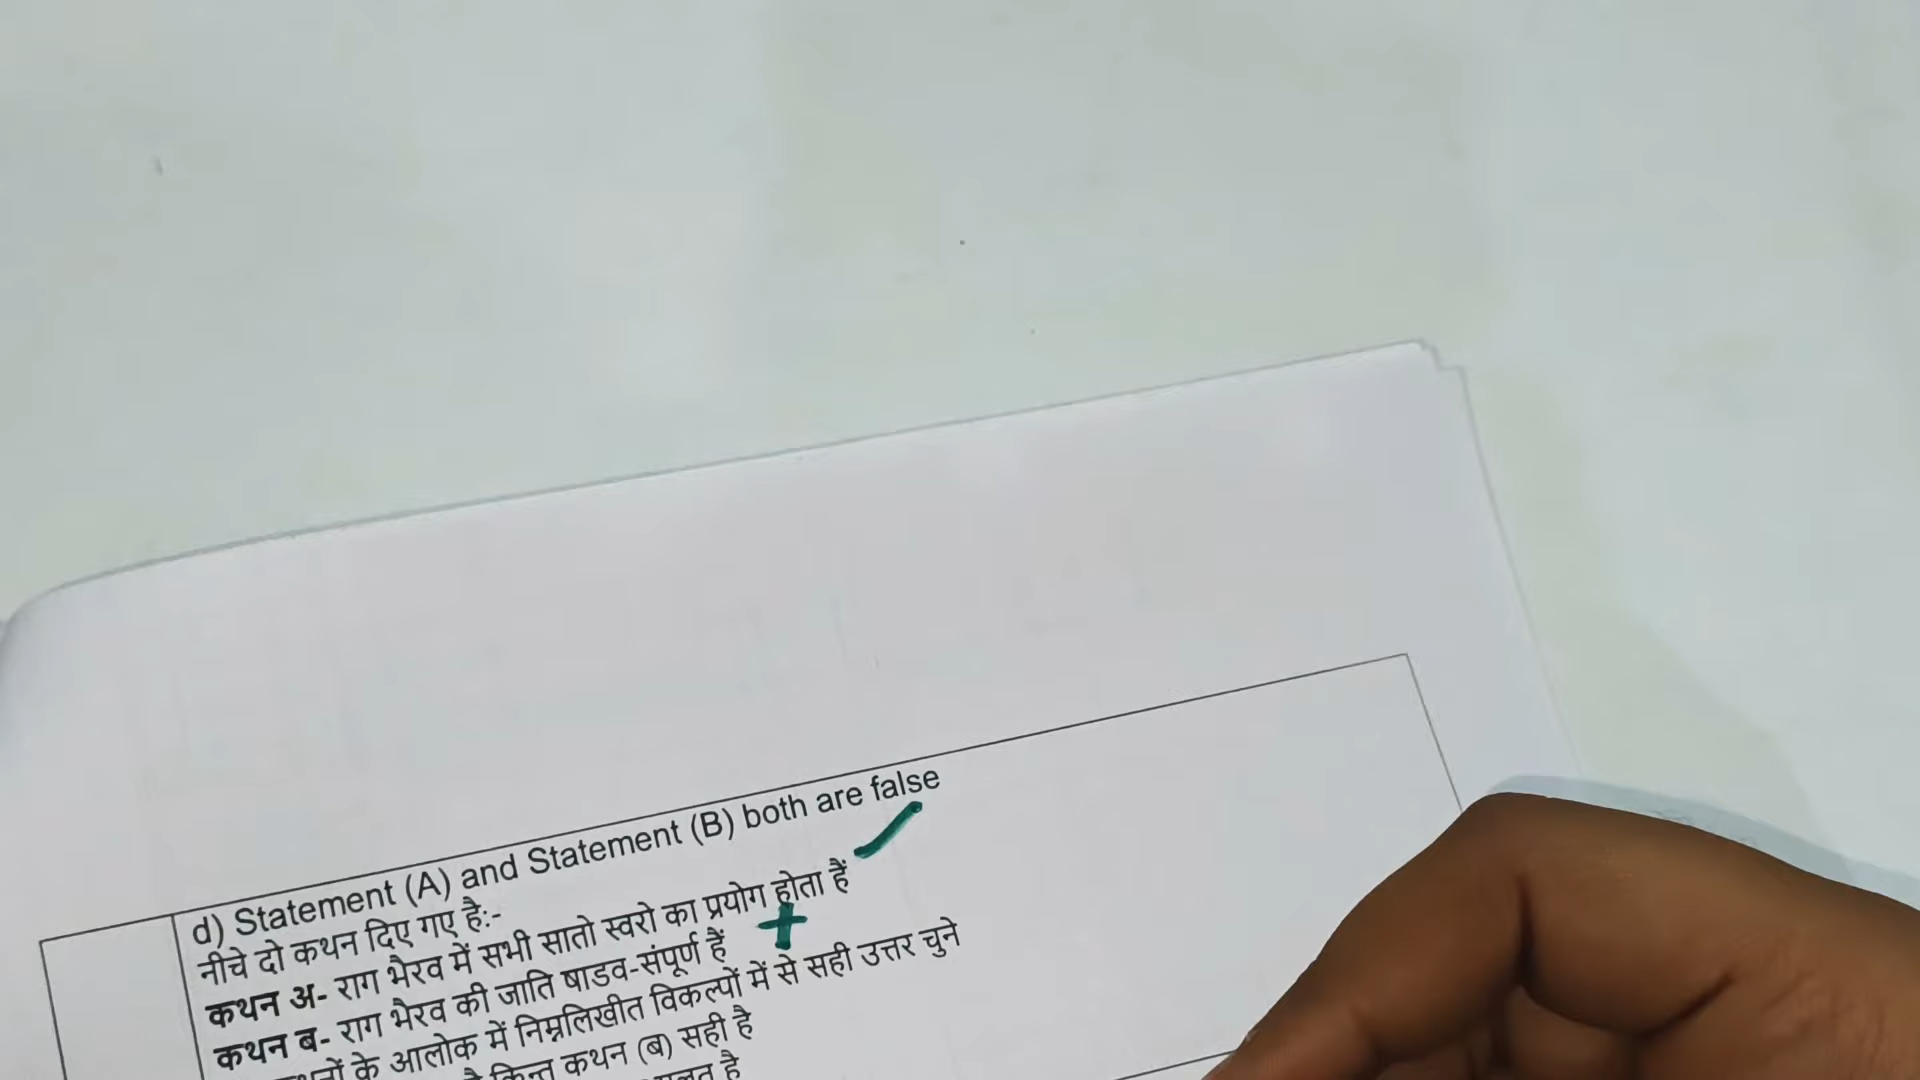 d) Statement (A) and Statement (B) both are false
नीचे दो कथन दिए गए है:-
कथन अ- राग भैरव में सभी सातो स्वरो का प्रयोग होता हैं
कथन ब- राग भैरव की जाति षाडव-संपूर्ण हैं
के आलोक में निम्नलिखीत विकल्पों में से सही उत्तर चुने
किन्तु कथन (ब) सही है
है